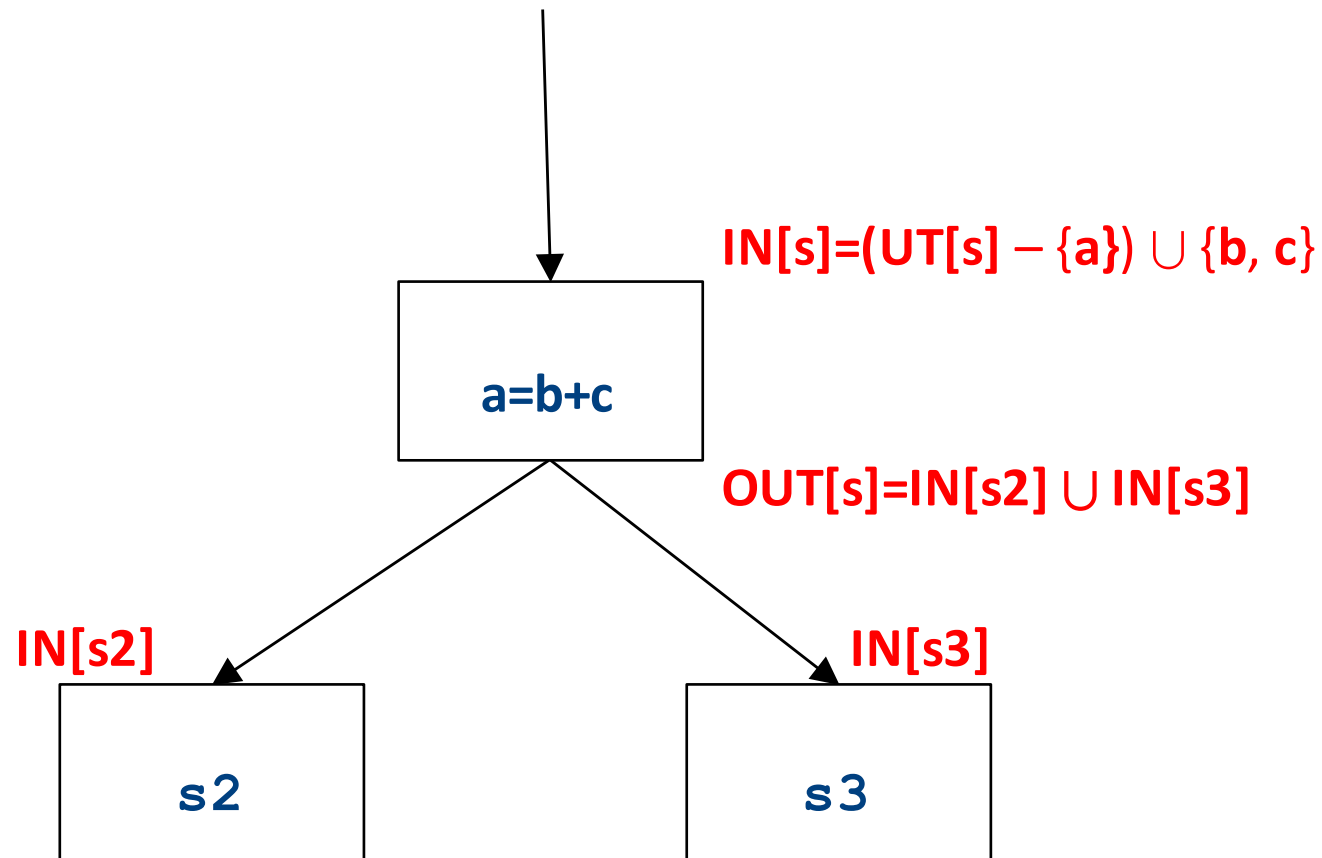 IN[s]=(UT[s] – {a}) ∪ {b, c}
a=b+c
OUT[s]=IN[s2] ∪ IN[s3]
IN[s2]
IN[s3]
s2
s3